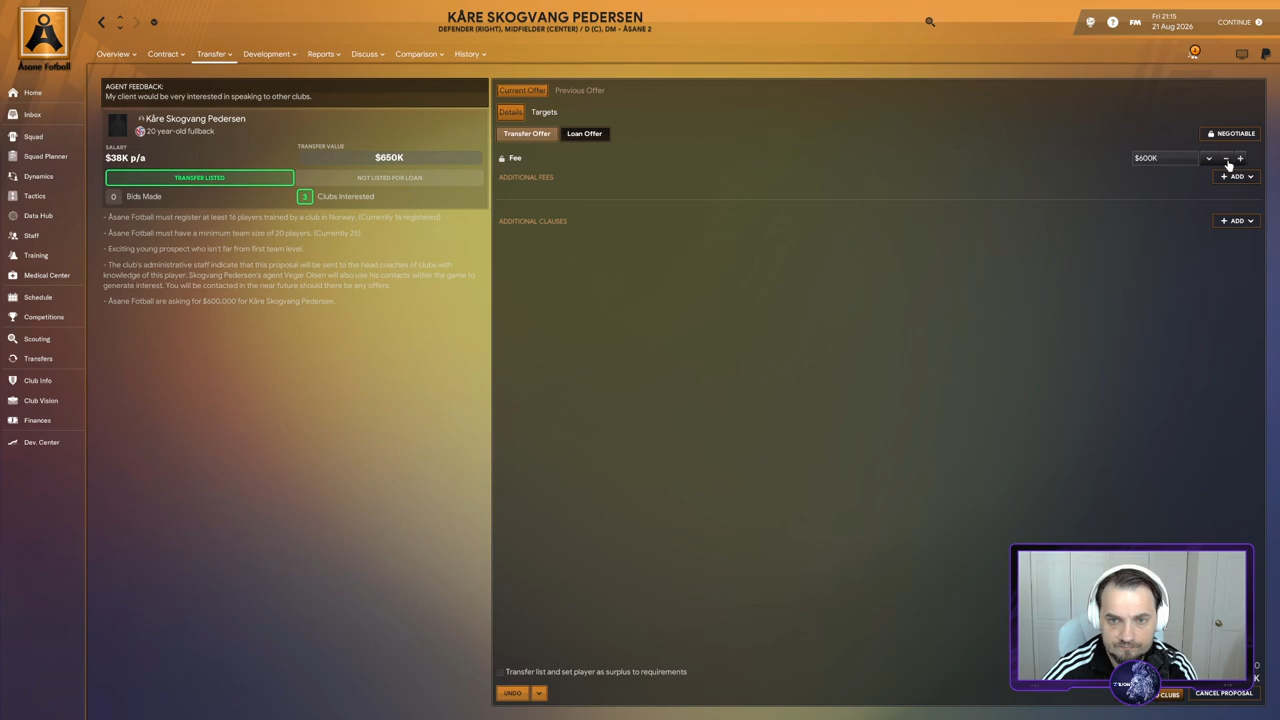 KÅRE SKOGVANG PEDERSEN
DEFENDER (RIGHT), MIDFIELDER (CENTER) / D (C), DM - ÅSANE 2
Fri 21:15
21 Aug 2026
CONTINUE
FM
Åsane Fotball
Overview
Contract
Transfer
Development
Reports
Discuss
Comparison
History
Home
Inbox
Squad
Squad Planner
Dynamics
Tactics
Data Hub
Staff
Training
Medical Center
Schedule
Competitions
Scouting
Transfers
Club Info
Club Vision
Finances
Dev. Center
AGENT FEEDBACK:
My client would be very interested in speaking to other clubs.
Kåre Skogvang Pedersen
20 year-old fullback
SALARY
$38K p/a
TRANSFER VALUE
$650K
TRANSFER LISTED
NOT LISTED FOR LOAN
0 Bids Made
3 Clubs Interested
- Åsane Fotball must register at least 16 players trained by a club in Norway. (Currently 16 registered)
- Åsane Fotball must have a minimum team size of 20 players. (Currently 25)
- Exciting young prospect who isn't far from first team level.
- The club's administrative staff indicate that this proposal will be sent to the head coaches of clubs with
knowledge of this player. Skogvang Pedersen's agent Vegar Olsen will also use his contacts within the game to
generate interest. You will be contacted in the near future should there be any offers.
- Åsane Fotball are asking for $600,000 for Kåre Skogvang Pedersen.
Current Offer
Previous Offer
Details
Targets
Transfer Offer
Loan Offer
NEGOTIABLE
Fee
$600K
ADDITIONAL FEES
ADD
ADDITIONAL CLAUSES
ADD
Transfer list and set player as surplus to requirements
UNDO
CLUBS
CANCEL PROPOSAL